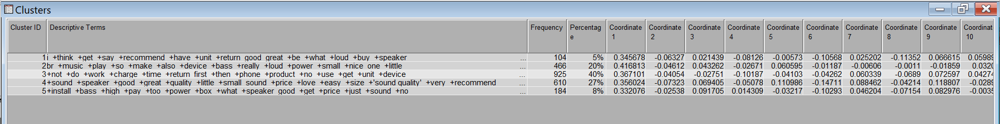 Clusters
Cluster ID Descriptive Terms Frequency Percentage Coordinate 1 Coordinate 2 Coordinate 3 Coordinate 4 Coordinate 5 Coordinate 6 Coordinate 7 Coordinate 8 Coordinate 9 Coordinat 10
1 i +think +get +say +recommend +have +unit +return good great +be +what +loud +buy +speaker ... 104 5% 0.345678 -0.06327 0.021439 -0.08126 -0.00573 -0.10568 0.025202 -0.11352 0.066615 0.0598
2 br +music +play +so +make +also +device +bass +really +loud +power +small +nice one +little ... 466 20% 0.416813 -0.04612 0.043262 -0.02671 0.060595 -0.01187 -0.00606 -0.0011 -0.01859 0.032
3 +not +do +work +charge +time +return first +then +phone +product +no +use +get +unit +device ... 925 40% 0.367101 -0.04054 -0.02751 -0.10187 -0.04103 -0.04262 0.060339 -0.0689 0.072597 0.0427
4 +sound +speaker +good +great +quality +little +small sound +price +love +easy +size +'sound quality' +very +recommend ... 610 27% 0.356024 -0.07323 0.069405 -0.05078 0.110986 -0.14711 0.088462 -0.04214 0.118807 -0.028
5 +install +bass +high +pay +too +power +box +what +speaker good +get +price +just +sound +no ... 184 8% 0.332076 -0.02538 0.091705 0.014309 -0.03217 -0.10293 0.046204 -0.07154 0.082976 -0.003